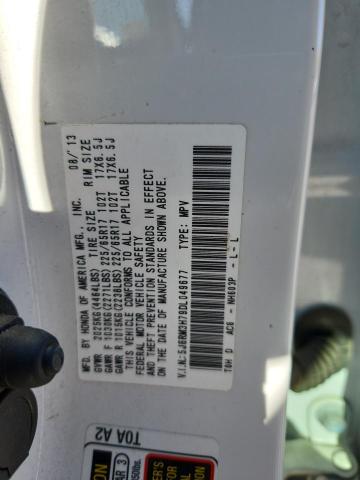 MFD. BY HONDA OF AMERICA MFG., INC. 08/'13
TIRE SIZE RIM SIZE
GVWR 2025KG(4464LBS)
GAWR F 1030KG(2271LBS) 225/65R17 102T 17X6.5J
GAWR R 1015KG(2238LBS) 225/65R17 102T 17X6.5J
THIS VEHICLE CONFORMS TO ALL APPLICABLE
FEDERAL MOTOR VEHICLE SAFETY
AND THEFT PREVENTION STANDARDS IN EFFECT
ON THE DATE OF MANUFACTURE SHOWN ABOVE.
V.I.N.: 5J6RM3H79DL049677 TYPE: MPV
T0H D AC6 - NH603P - L - L
T0A A2